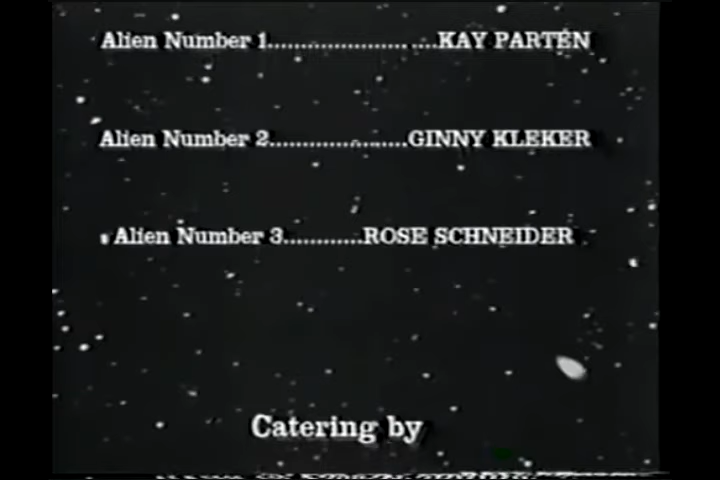 Alien Number 1.........................KAY PARTEN
Alien Number 2.....................GINNY KLEKER
Alien Number 3............ROSE SCHNEIDER
Catering by